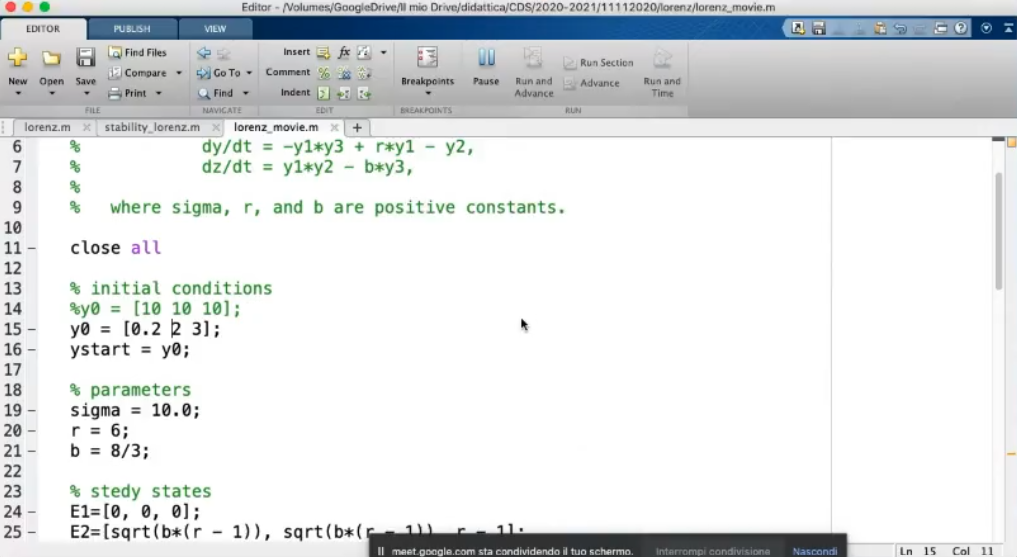 Editor - /Volumes/GoogleDrive/Il mio Drive/didattica/CDS/2020-2021/11112020/lorenz/lorenz_movie.m
EDITOR PUBLISH VIEW
New Open Save Find Files Compare Print
Go To Find
Insert fx Comment Indent
Breakpoints Pause Run and Advance Run Section Advance Run and Time
FILE NAVIGATE EDIT BREAKPOINTS RUN
lorenz.m stability_lorenz.m lorenz_movie.m +
6 % dy/dt = -y1*y3 + r*y1 - y2,
7 % dz/dt = y1*y2 - b*y3,
8 %
9 % where sigma, r, and b are positive constants.
10
11 - close all
12
13 % initial conditions
14 %y0 = [10 10 10];
15 - y0 = [0.2 2 3];
16 - ystart = y0;
17
18 % parameters
19 - sigma = 10.0;
20 - r = 6;
21 - b = 8/3;
22
23 % stedy states
24 - E1=[0, 0, 0];
25 - E2=[sqrt(b*(r - 1)), sqrt(b*(r - 1)), r - 1];
meet.google.com sta condividendo il tuo schermo. Interrompi condivisione Nascondi
Ln 15 Col 11